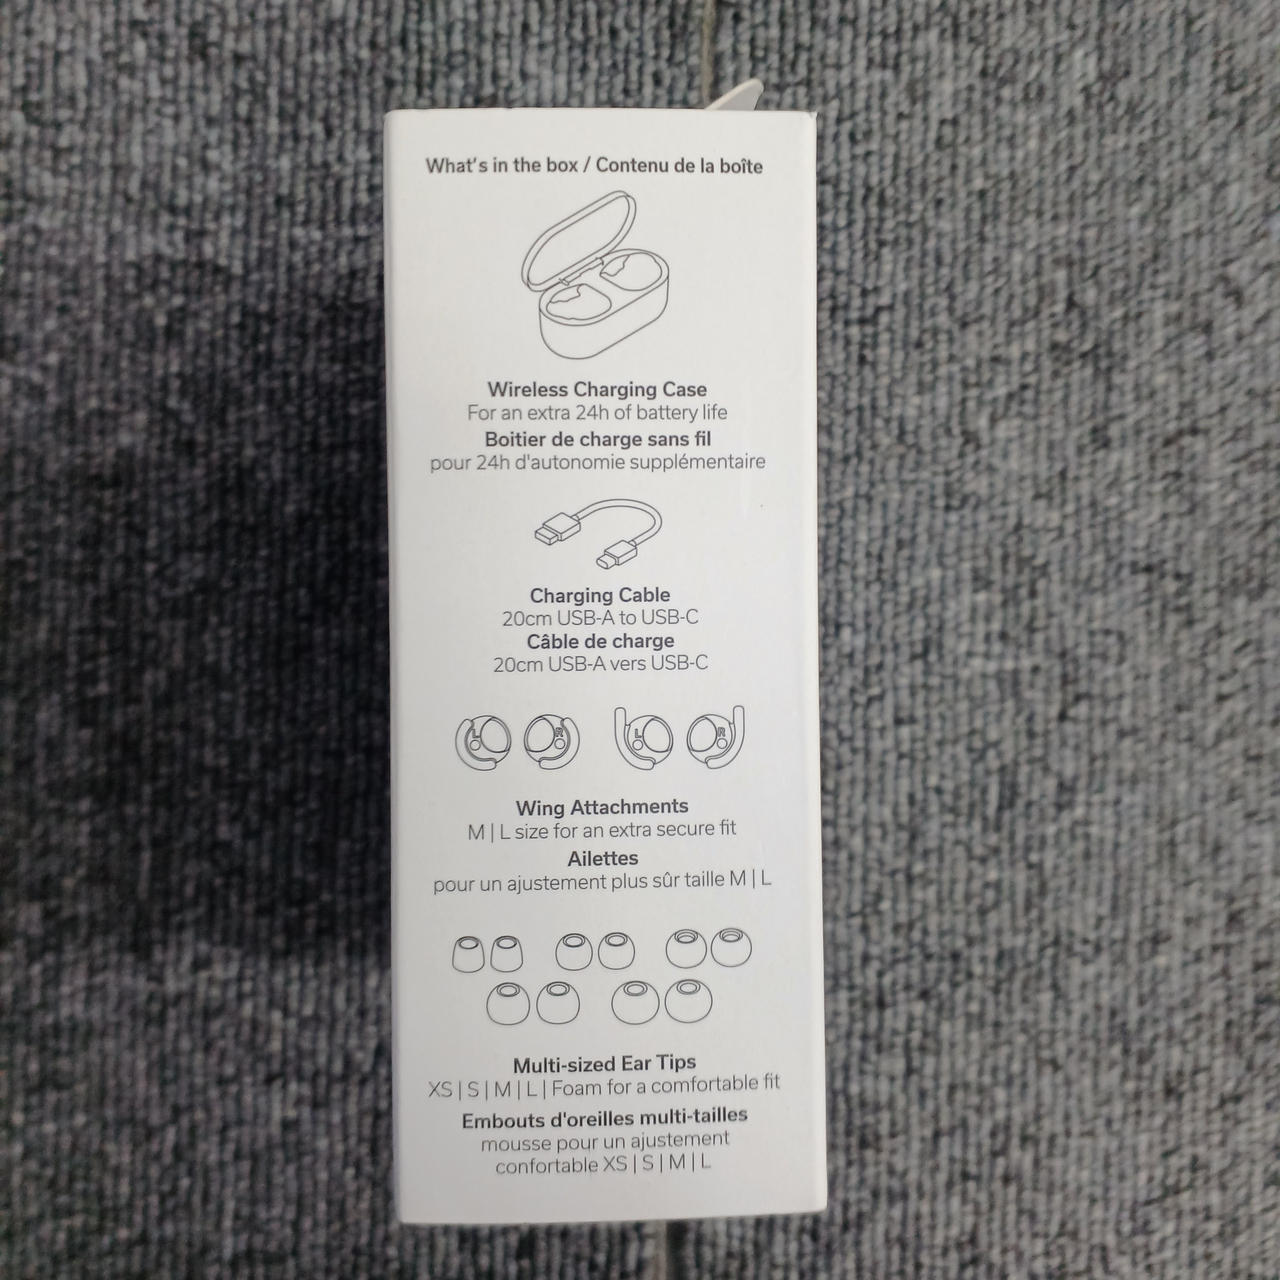 What's in the box / Contenu de la boîte
Wireless Charging Case
For an extra 24h of battery life
Boitier de charge sans fil
pour 24h d'autonomie supplémentaire
Charging Cable
20cm USB-A to USB-C
Câble de charge
20cm USB-A vers USB-C
L R L R
Wing Attachments
M | L size for an extra secure fit
Ailettes
pour un ajustement plus sûr taille M | L
Multi-sized Ear Tips
XS | S | M | L | Foam for a comfortable fit
Embouts d'oreilles multi-tailles
mousse pour un ajustement
confortable XS | S | M | L